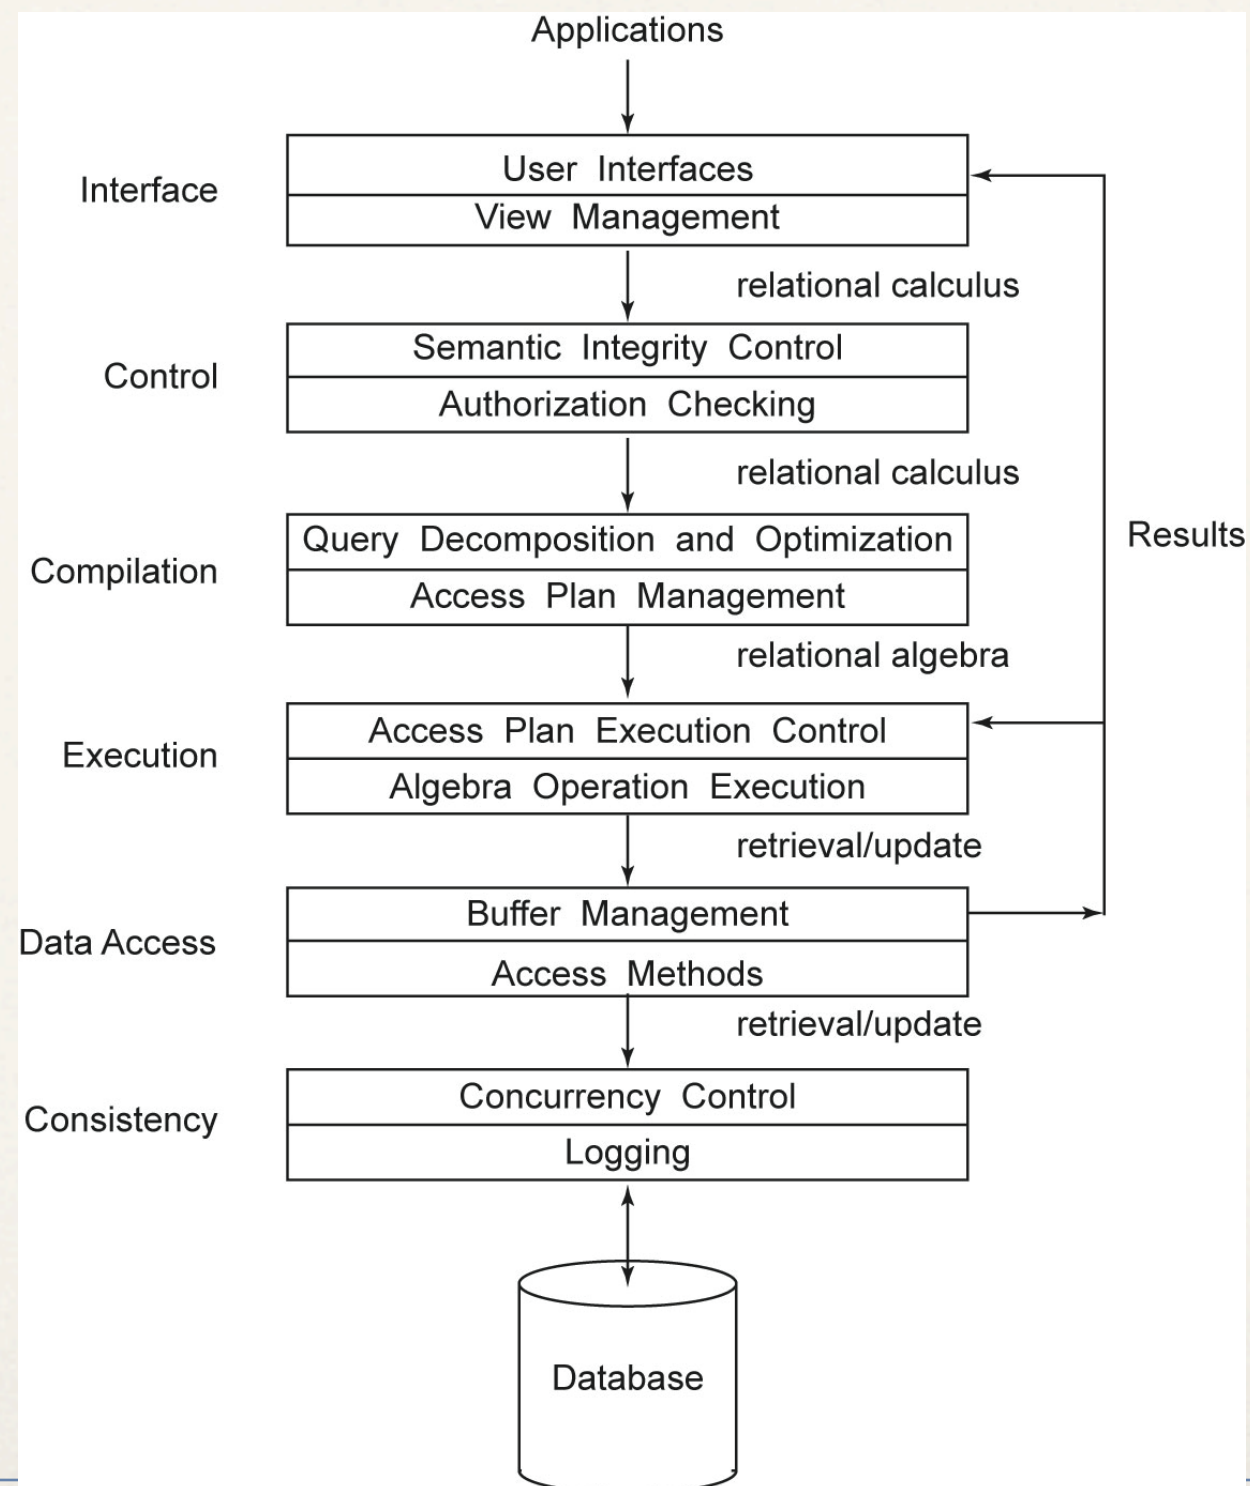 Applications
Interface
User Interfaces
View Management
relational calculus
Control
Semantic Integrity Control
Authorization Checking
relational calculus
Compilation
Query Decomposition and Optimization
Access Plan Management
Results
relational algebra
Execution
Access Plan Execution Control
Algebra Operation Execution
retrieval/update
Data Access
Buffer Management
Access Methods
retrieval/update
Consistency
Concurrency Control
Logging
Database